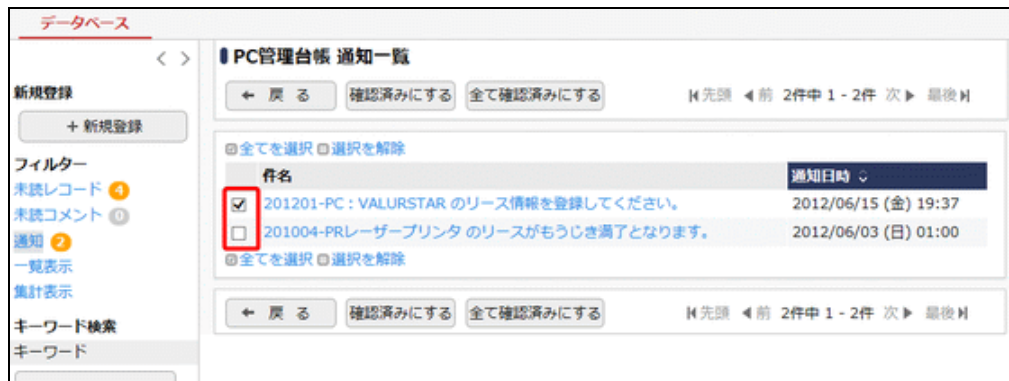 データベース
新規登録
+ 新規登録
フィルター
未読レコード 4
未読コメント 0
通知 2
一覧表示
集計表示
キーワード検索
キーワード
PC管理台帳 通知一覧
← 戻る 確認済みにする 全て確認済みにする 先頭 前 2件中 1 - 2件 次 最後
全てを選択 選択を解除
件名 通知日時
201201-PC : VALURSTAR のリース情報を登録してください。 2012/06/15 (金) 19:37
201004-PRレーザープリンタ のリースがもうじき満了となります。 2012/06/03 (日) 01:00
全てを選択 選択を解除
← 戻る 確認済みにする 全て確認済みにする 先頭 前 2件中 1 - 2件 次 最後